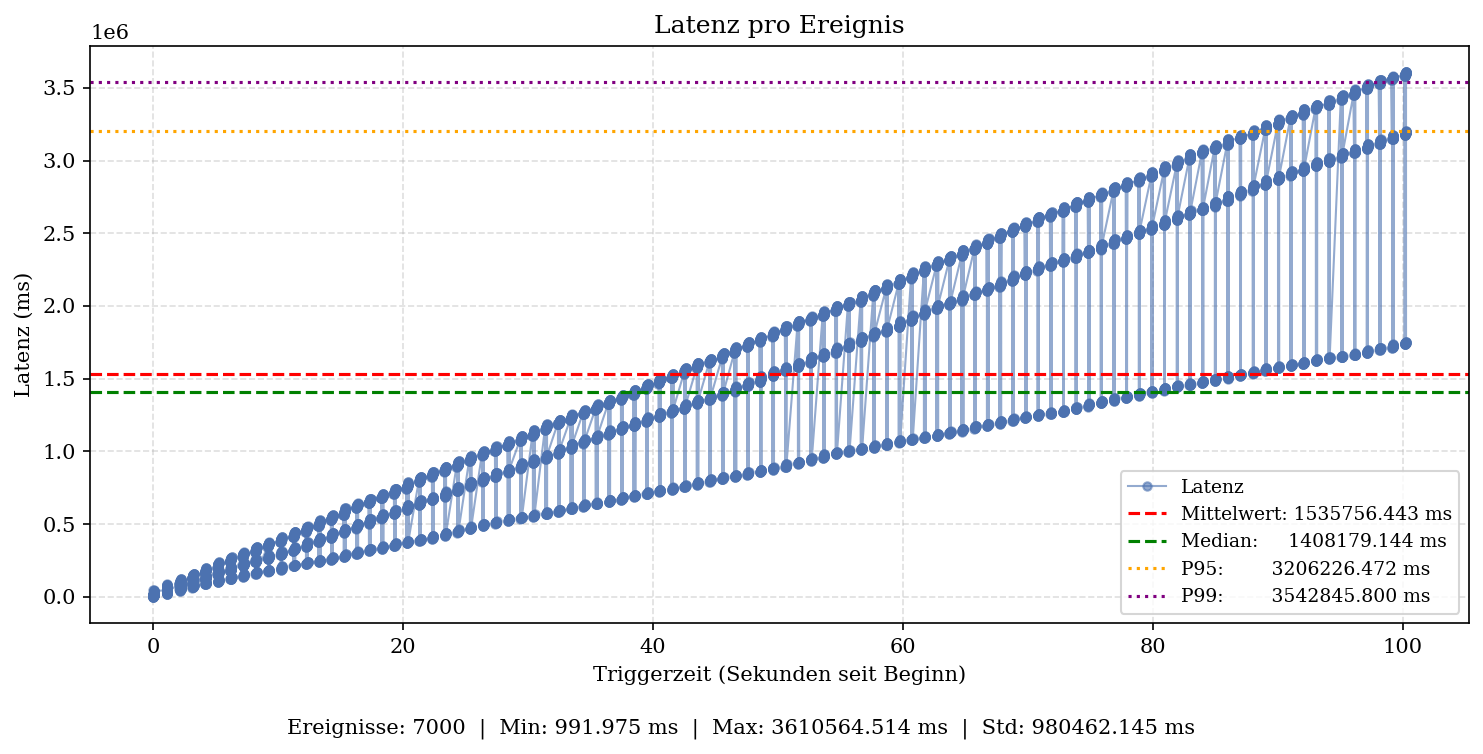 Latenz pro Ereignis
1e6
3.5
3.0
2.5
2.0
1.5
1.0
0.5
0.0
Latenz (ms)
Latenz
Mittelwert: 1535756.443 ms
Median: 1408179.144 ms
P95: 3206226.472 ms
P99: 3542845.800 ms
0 20 40 60 80 100
Triggerzeit (Sekunden seit Beginn)
Ereignisse: 7000 | Min: 991.975 ms | Max: 3610564.514 ms | Std: 980462.145 ms